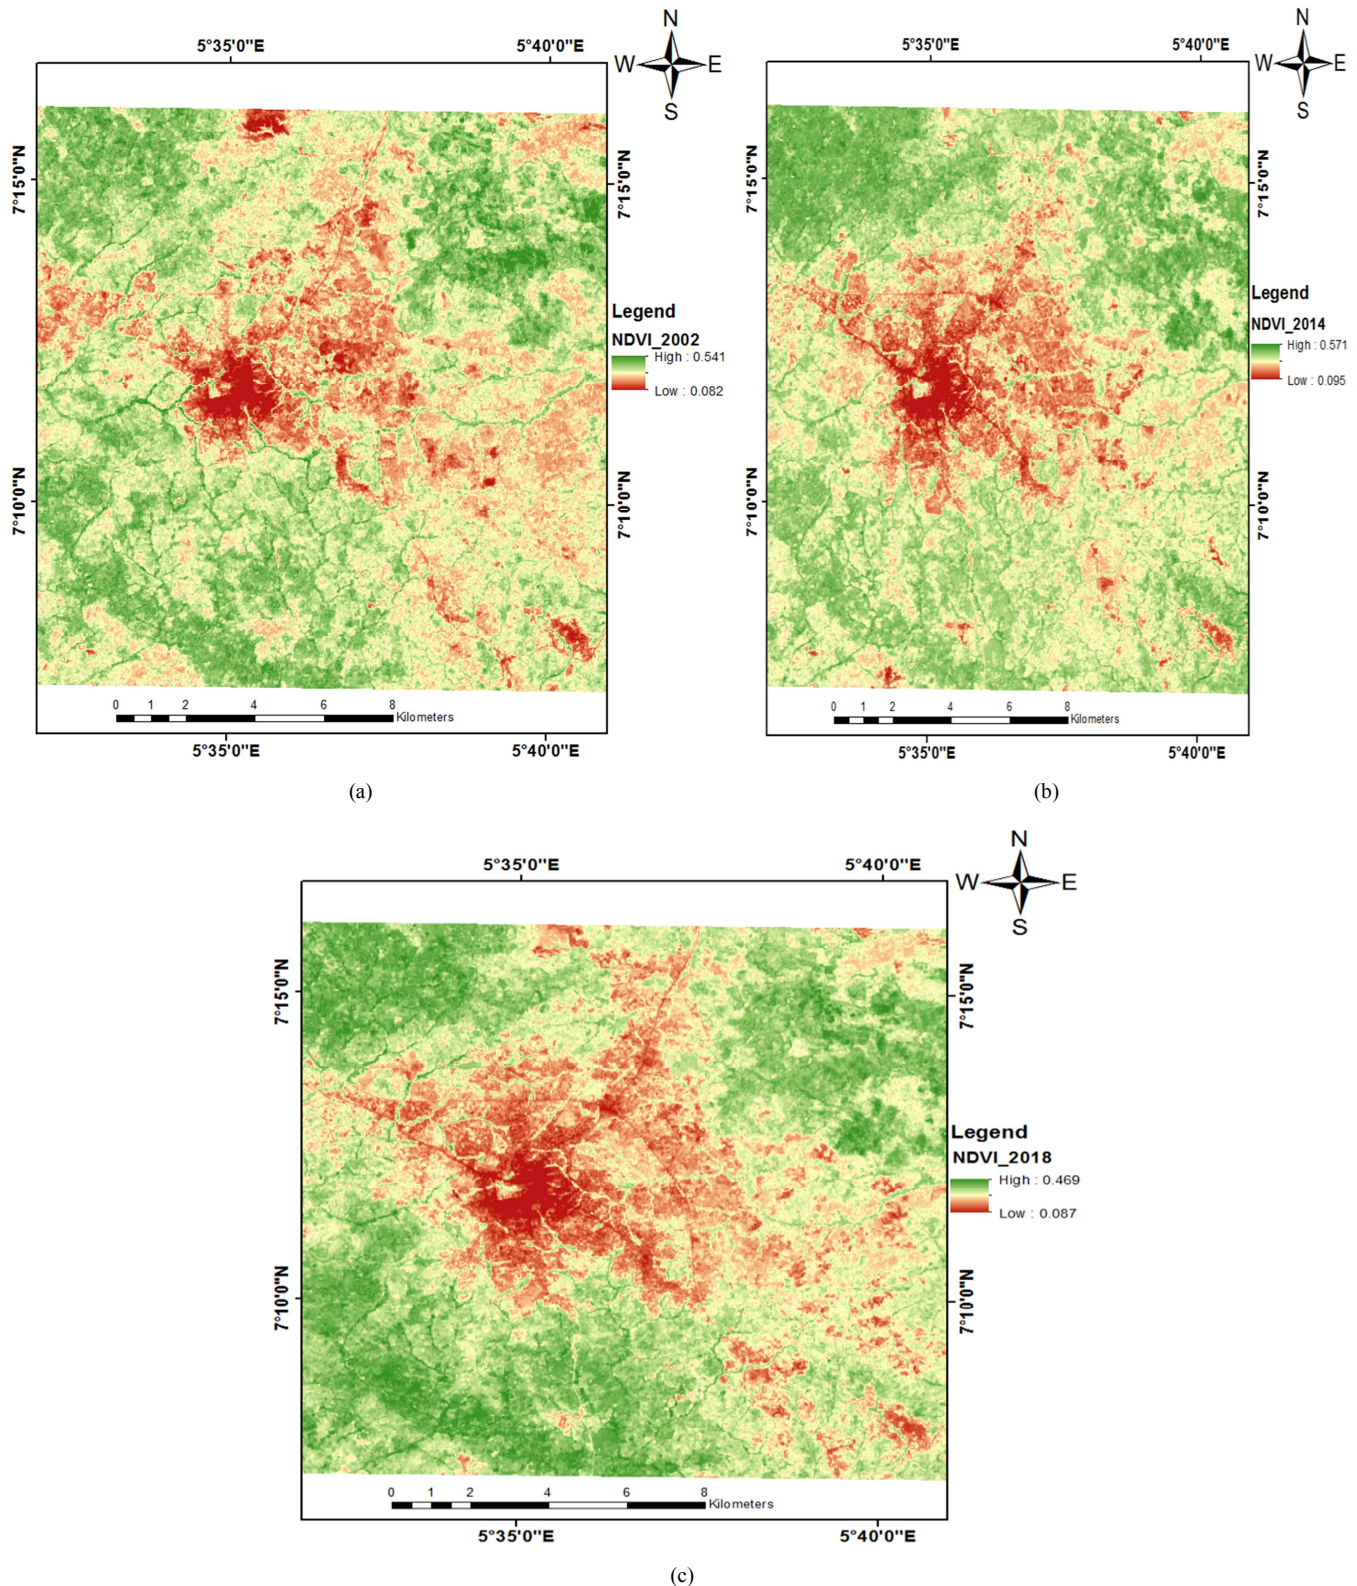 N
5°35'0"E 5°40'0"E
W E
S
7°15'0"N
7°15'0"N
Legend
NDVI_2002
High : 0.541
Low : 0.082
7°10'0"N
7°10'0"N
0 1 2 4 6 8
Kilometers
5°35'0"E 5°40'0"E
(a)
N
5°35'0"E 5°40'0"E
W E
S
7°15'0"N
7°15'0"N
Legend
NDVI_2014
High : 0.571
Low : 0.095
7°10'0"N
7°10'0"N
0 1 2 4 6 8
Kilometers
5°35'0"E 5°40'0"E
(b)
N
5°35'0"E 5°40'0"E
W E
S
7°15'0"N
7°15'0"N
Legend
NDVI_2018
High : 0.469
Low : 0.087
7°10'0"N
7°10'0"N
0 1 2 4 6 8
Kilometers
5°35'0"E 5°40'0"E
(c)